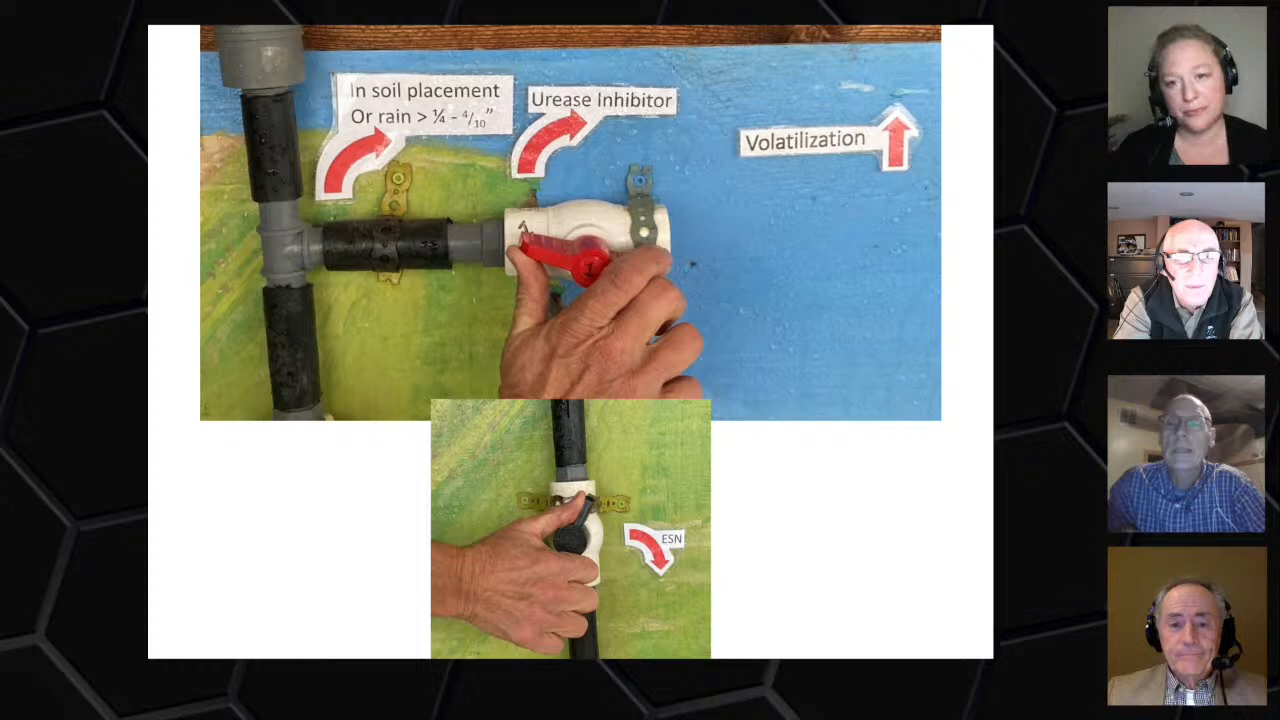 In soil placement
Or rain > ¼ - ⁴/₁₀"
Urease Inhibitor
Volatilization
ESN